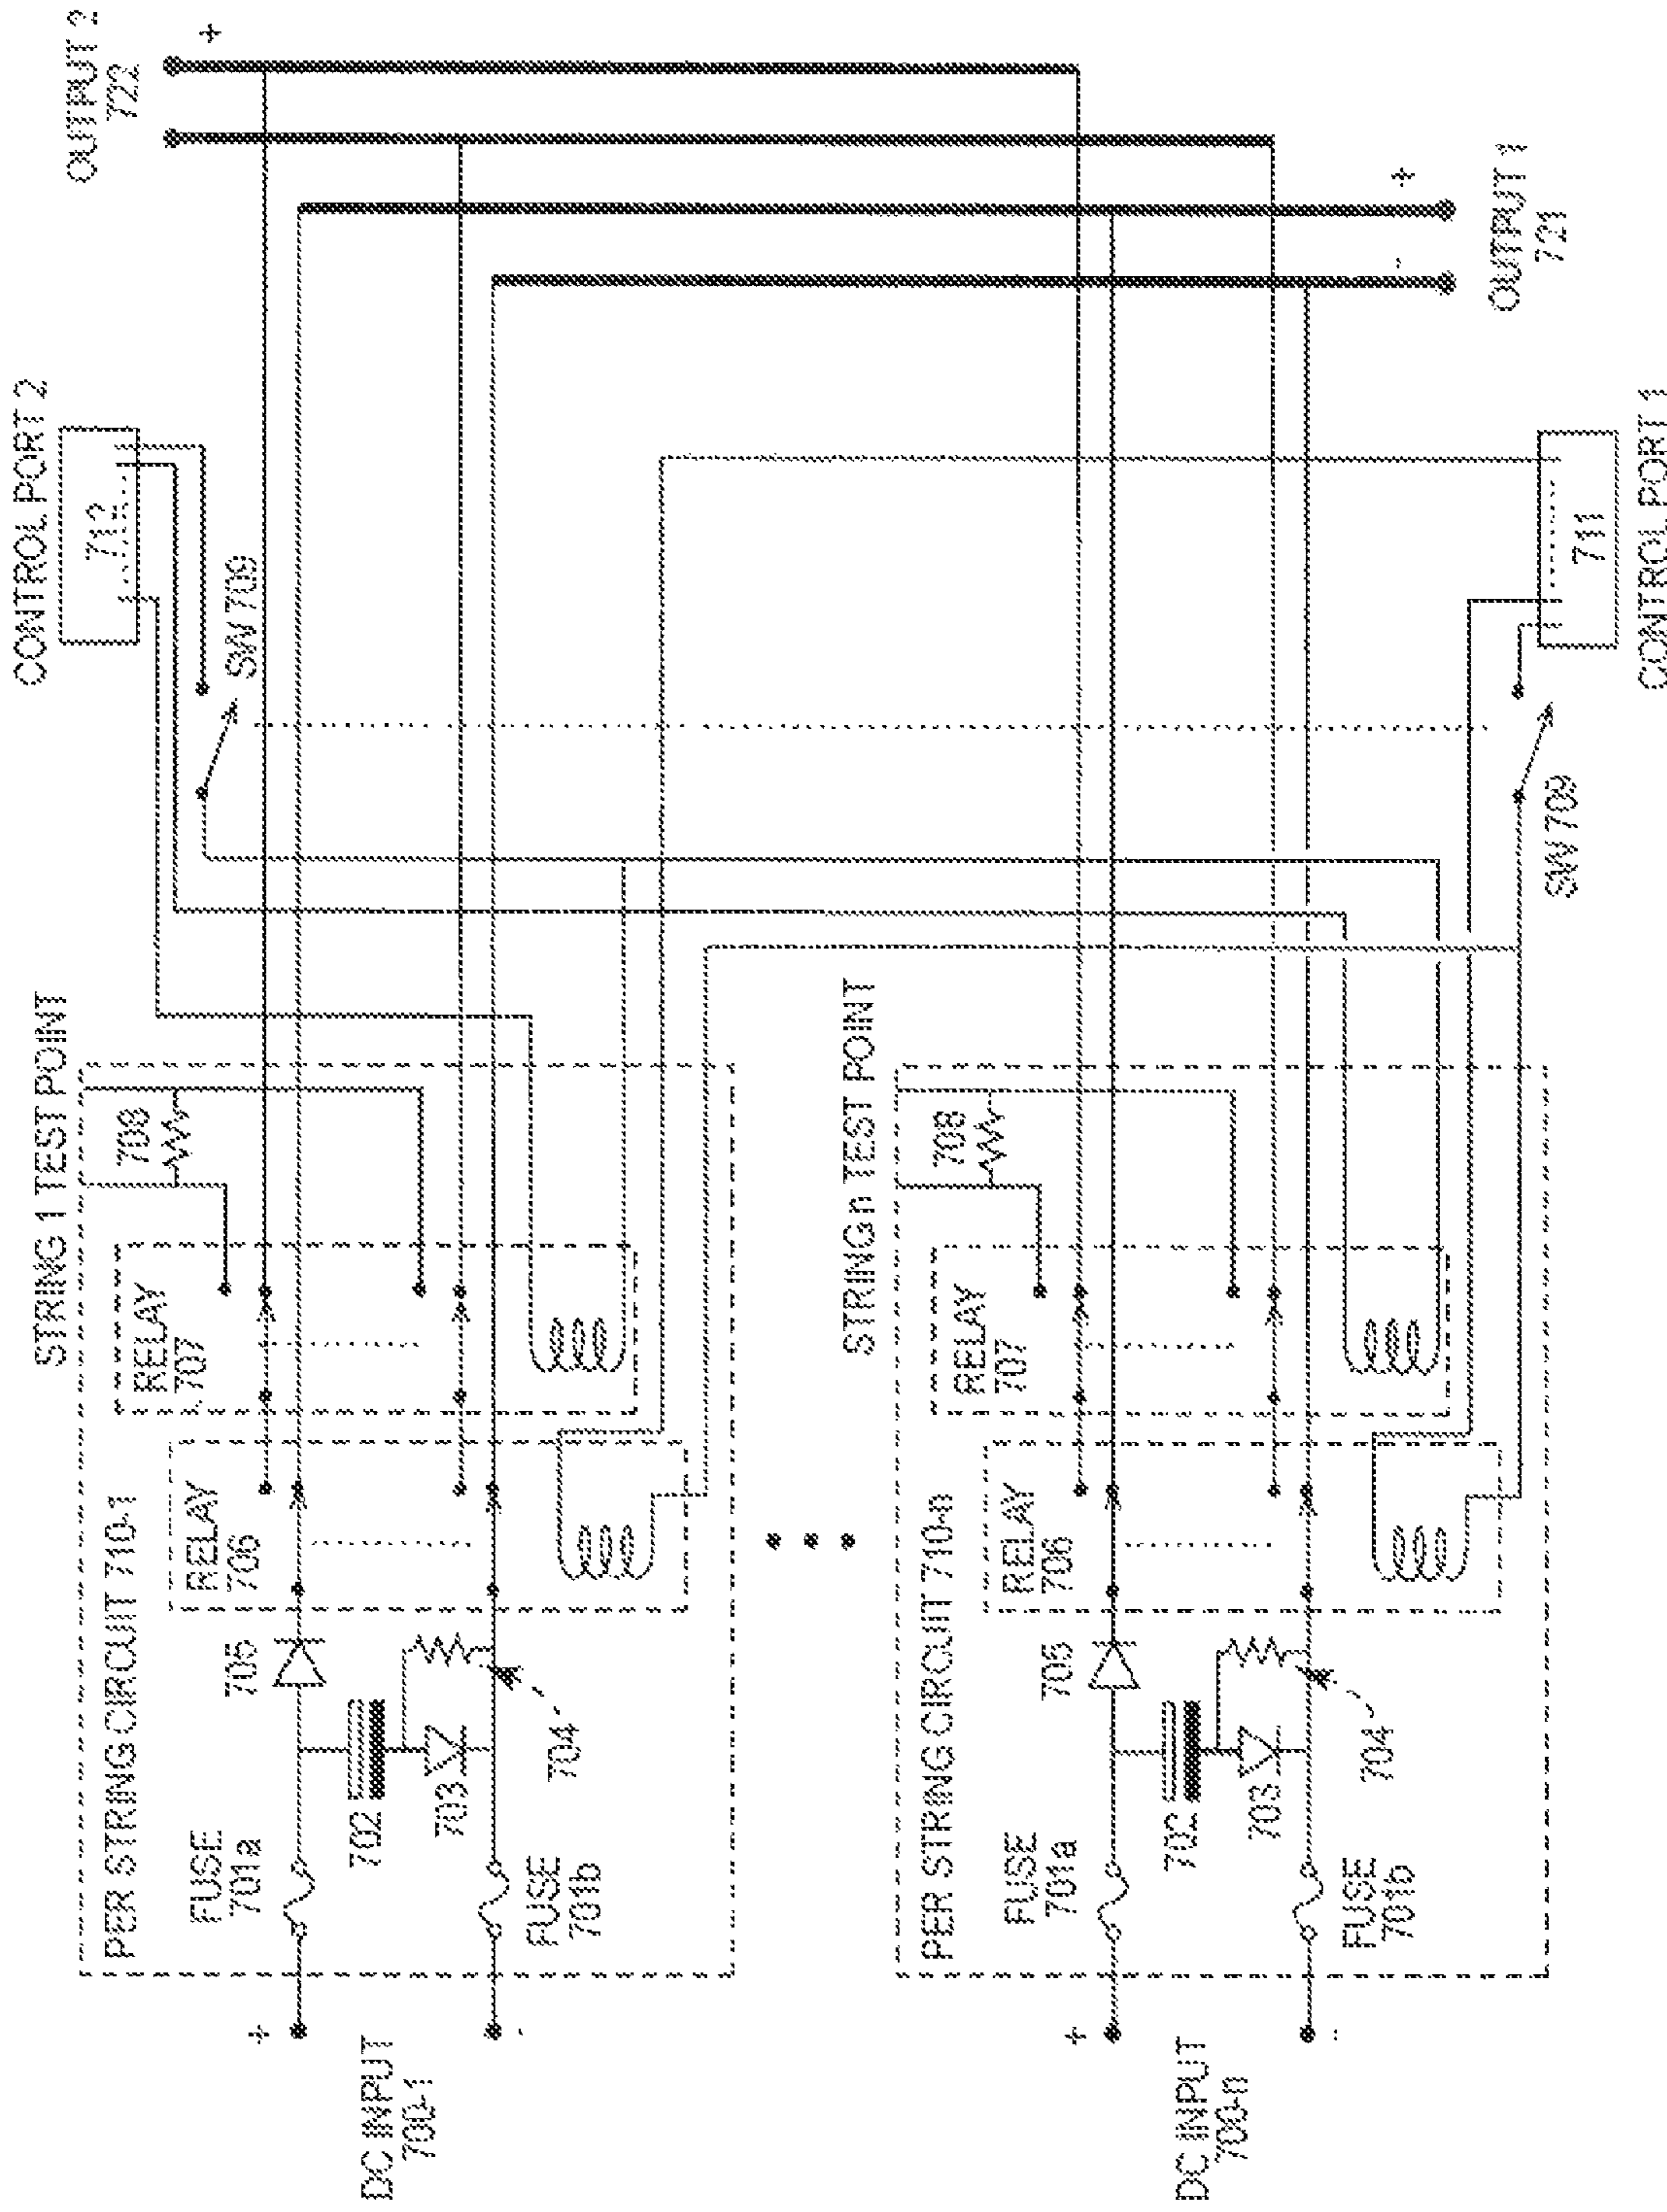 STRING 1 TEST POINT
CONTROL PORT 2
712
OUTPUT 2
722
+
SW 709
PER STRING CIRCUIT 710-1
RELAY
707
708
RELAY
706
705
FUSE
701a
702
703
704
FUSE
701b
+
DC INPUT
700-1
-
STRING n TEST POINT
PER STRING CIRCUIT 710-n
RELAY
707
708
RELAY
706
705
FUSE
701a
702
703
704
FUSE
701b
+
DC INPUT
700-n
-
SW 709
711
CONTROL PORT 1
-
+
OUTPUT 1
721